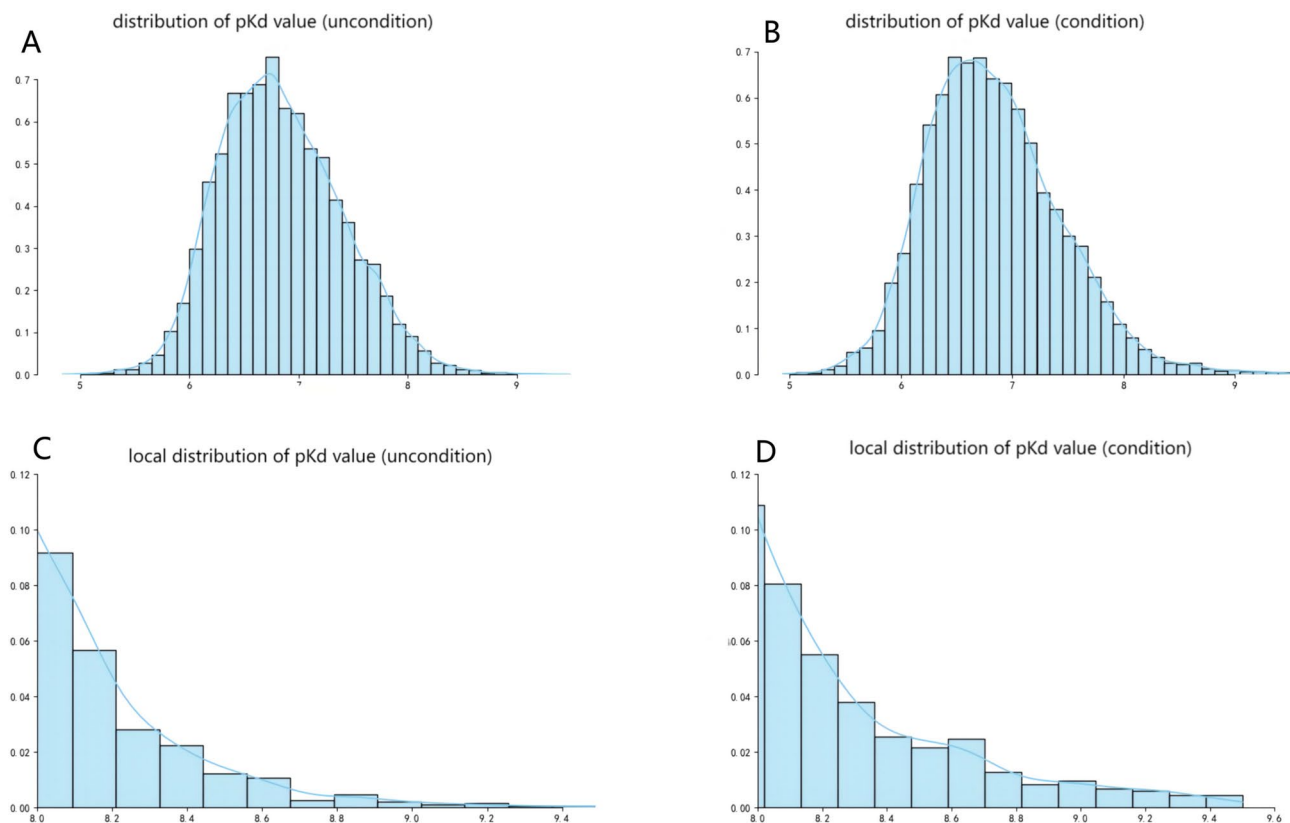 A
distribution of pKd value (uncondition)
0.7
0.6
0.5
0.4
0.3
0.2
0.1
0.0
5 6 7 8 9
B
distribution of pKd value (condition)
0.7
0.6
0.5
0.4
0.3
0.2
0.1
0.0
5 6 7 8 9
C
local distribution of pKd value (uncondition)
0.12
0.10
0.08
0.06
0.04
0.02
0.00
8.0 8.2 8.4 8.6 8.8 9.0 9.2 9.4
D
local distribution of pKd value (condition)
0.12
0.10
0.08
0.06
0.04
0.02
0.00
8.0 8.2 8.4 8.6 8.8 9.0 9.2 9.4 9.6